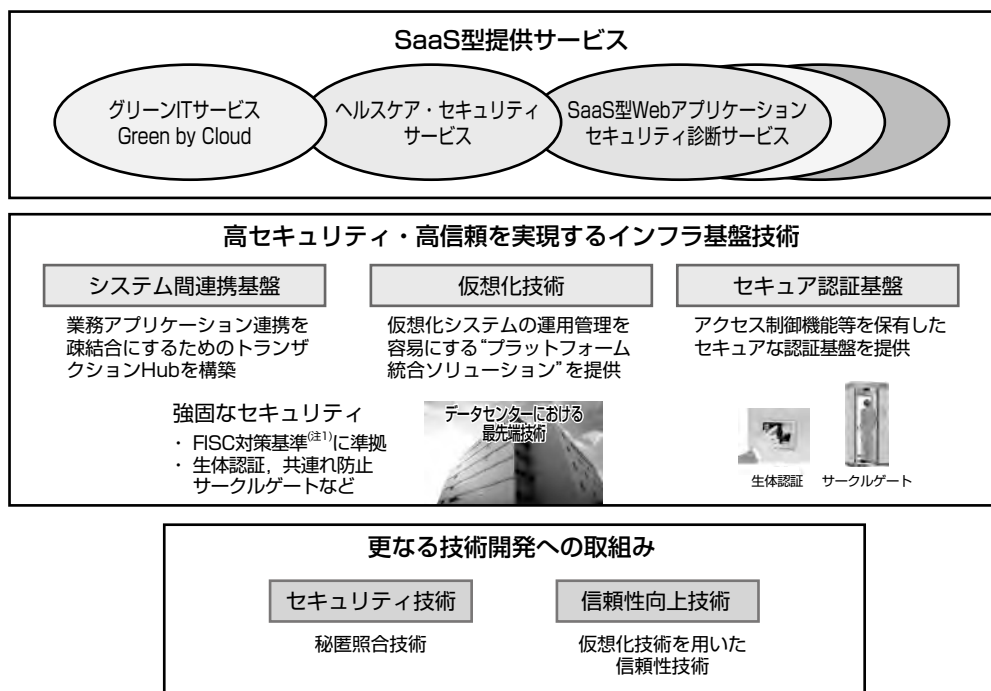 SaaS型提供サービス
グリーンITサービス
Green by Cloud
ヘルスケア・セキュリティ
サービス
SaaS型Webアプリケーション
セキュリティ診断サービス
高セキュリティ・高信頼を実現するインフラ基盤技術
システム間連携基盤
業務アプリケーション連携を
疎結合にするためのトランザ
クションHubを構築
仮想化技術
仮想化システムの運用管理を
容易にする“プラットフォーム
統合ソリューション”を提供
セキュア認証基盤
アクセス制御機能等を保有した
セキュアな認証基盤を提供
強固なセキュリティ
・ FISC対策基準(注1)に準拠
・ 生体認証，共連れ防止
サークルゲートなど
データセンターにおける
最先端技術
生体認証
サークルゲート
更なる技術開発への取組み
セキュリティ技術
秘匿照合技術
信頼性向上技術
仮想化技術を用いた
信頼性技術